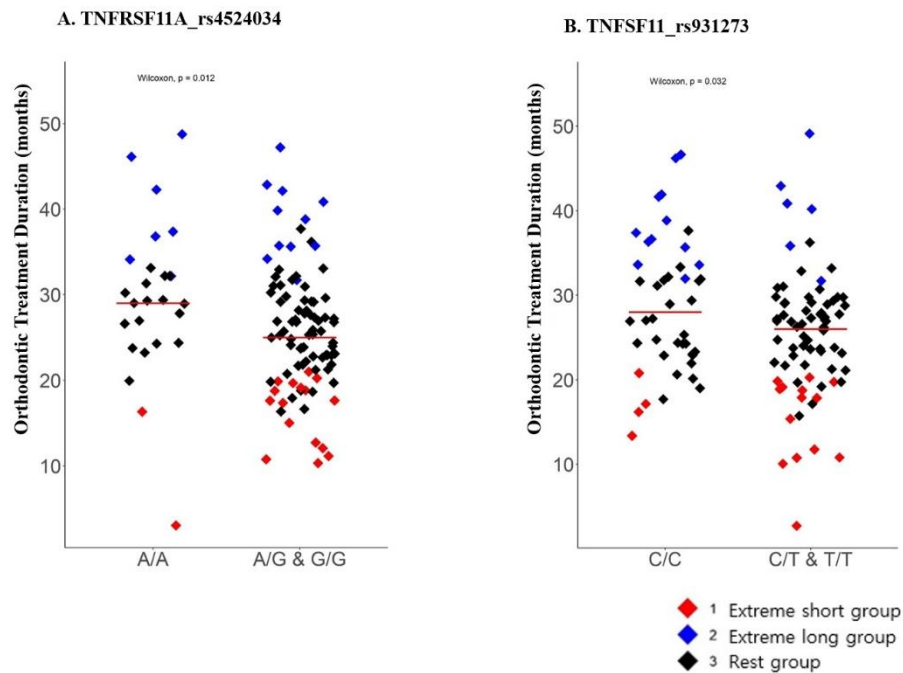 A. TNFRSF11A_rs4524034
B. TNFSF11_rs931273
Wilcoxon, p = 0.012
Wilcoxon, p = 0.032
Orthodontic Treatment Duration (months)
50
40
30
20
10
A/A
A/G & G/G
Orthodontic Treatment Duration (months)
50
40
30
20
10
C/C
C/T & T/T
1 Extreme short group
2 Extreme long group
3 Rest group